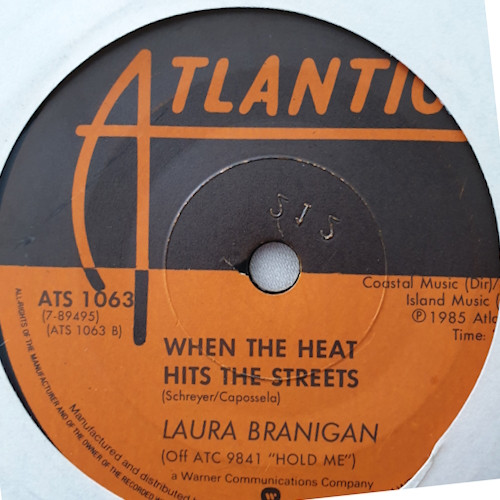 ATLANTIC
SIS
Coastal Music (Dir)/
Island Music (
℗ 1985 Atla
Time:
ATS 1063
(7-89495)
(ATS 1063 B)
WHEN THE HEAT
HITS THE STREETS
(Schreyer/Capossela)
LAURA BRANIGAN
(Off ATC 9841 "HOLD ME")
a Warner Communications Company
ALL RIGHTS OF THE MANUFACTURER AND OF THE OWNER OF THE RECORDED
Manufactured and distributed